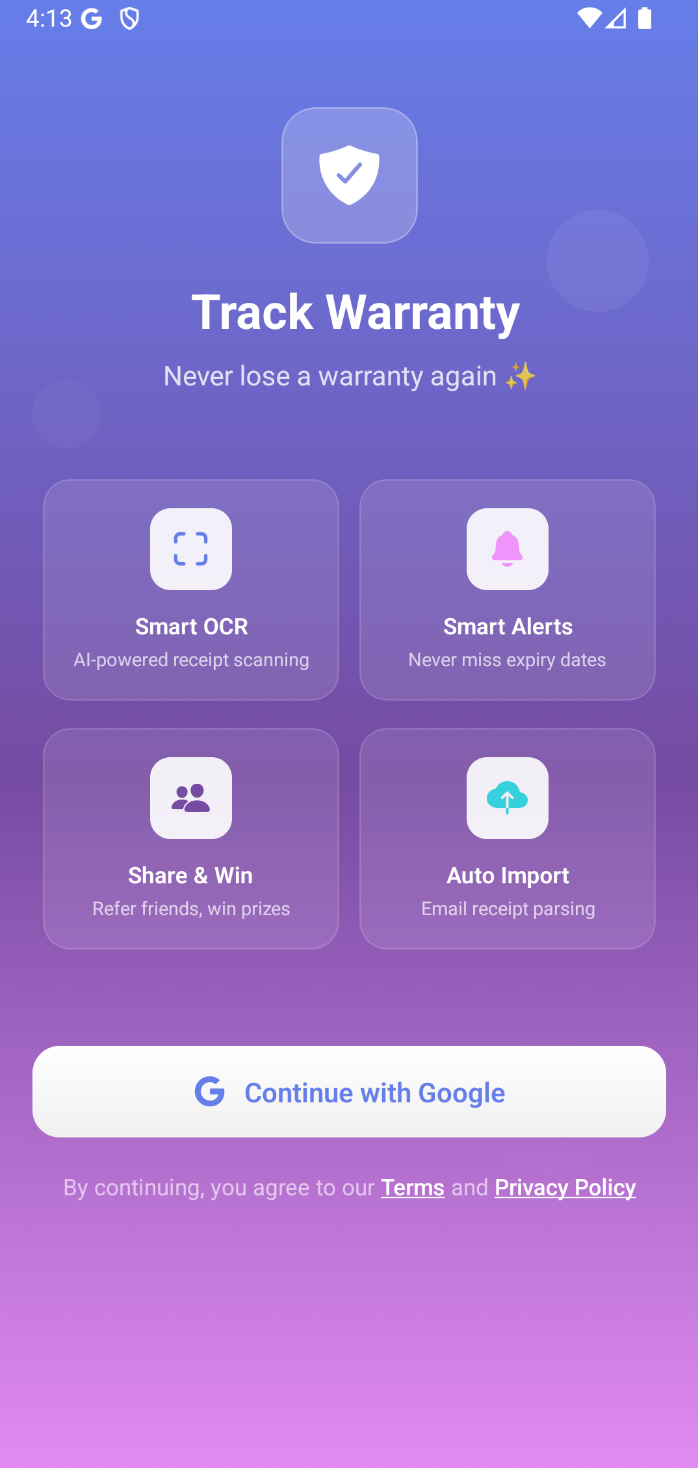 4:13
Track Warranty
Never lose a warranty again ✨
Smart OCR
AI-powered receipt scanning
Smart Alerts
Never miss expiry dates
Share & Win
Refer friends, win prizes
Auto Import
Email receipt parsing
Continue with Google
By continuing, you agree to our Terms and Privacy Policy